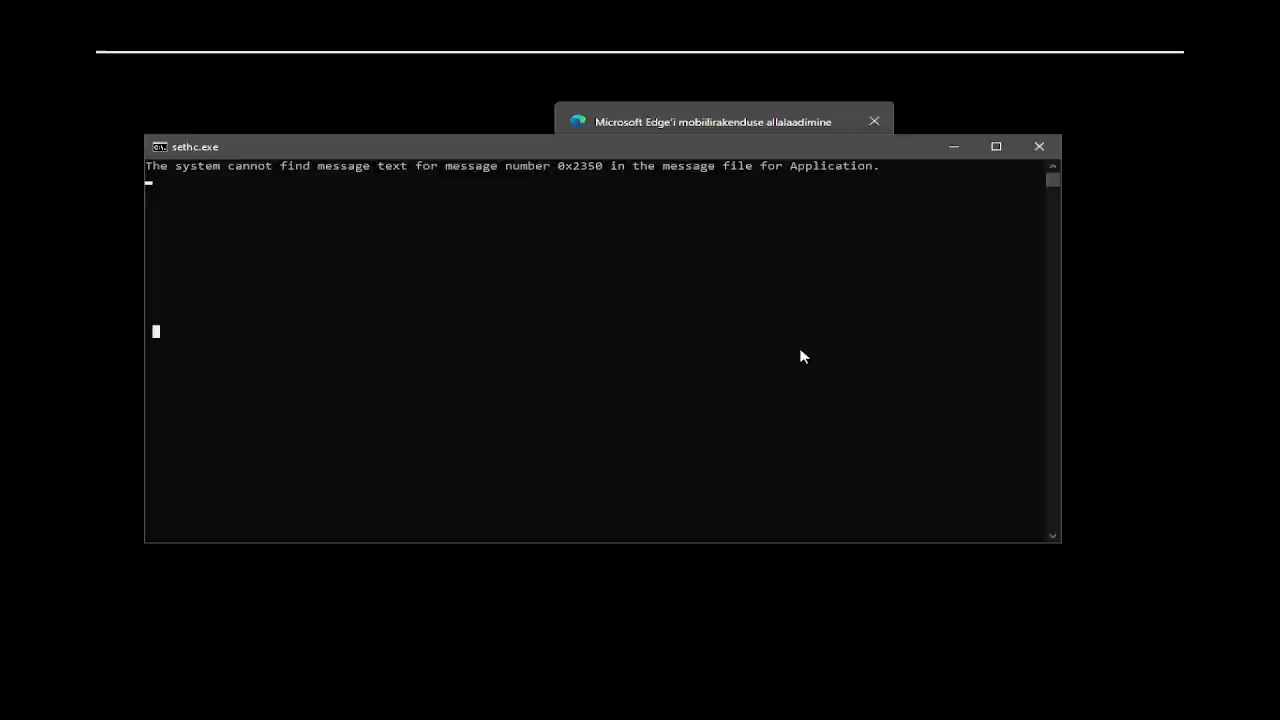 Microsoft Edge'i mobiilirakenduse allalaadimine
sethc.exe
The system cannot find message text for message number 0x2350 in the message file for Application.